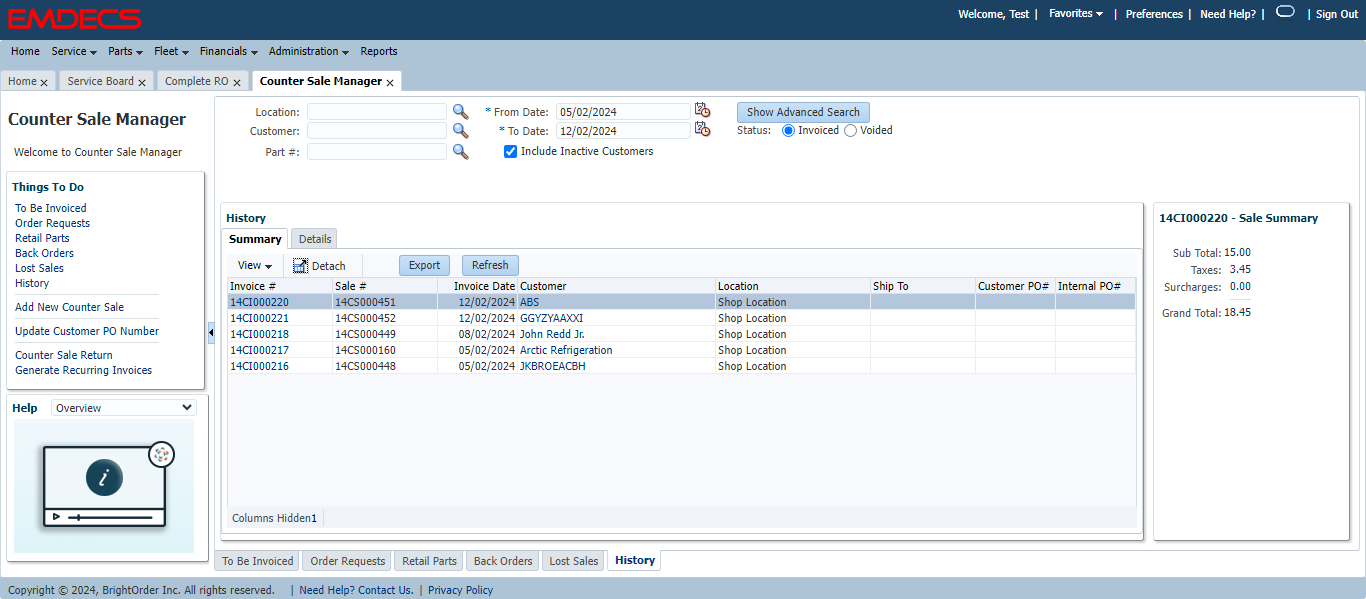 EMDECS
Welcome, Test | Favorites | Preferences | Need Help? | | Sign Out
Home Service Parts Fleet Financials Administration Reports
Home Service Board Complete RO Counter Sale Manager
Counter Sale Manager
Welcome to Counter Sale Manager
Things To Do
To Be Invoiced
Order Requests
Retail Parts
Back Orders
Lost Sales
History
Add New Counter Sale
Update Customer PO Number
Counter Sale Return
Generate Recurring Invoices
Help Overview
i
Location: * From Date: 05/02/2024 Show Advanced Search
Customer: * To Date: 12/02/2024 Status: Invoiced Voided
Part #: Include Inactive Customers
History
Summary Details
View Detach Export Refresh
Invoice # Sale # Invoice Date Customer Location Ship To Customer PO# Internal PO#
14CI000220 14CS000451 12/02/2024 ABS Shop Location
14CI000221 14CS000452 12/02/2024 GGYZYAAXXI Shop Location
14CI000218 14CS000449 08/02/2024 John Redd Jr. Shop Location
14CI000217 14CS000160 05/02/2024 Arctic Refrigeration Shop Location
14CI000216 14CS000448 05/02/2024 JKBROEACBH Shop Location
Columns Hidden1
14CI000220 - Sale Summary
Sub Total: 15.00
Taxes: 3.45
Surcharges: 0.00
Grand Total: 18.45
To Be Invoiced Order Requests Retail Parts Back Orders Lost Sales History
Copyright © 2024, BrightOrder Inc. All rights reserved. | Need Help? Contact Us. | Privacy Policy